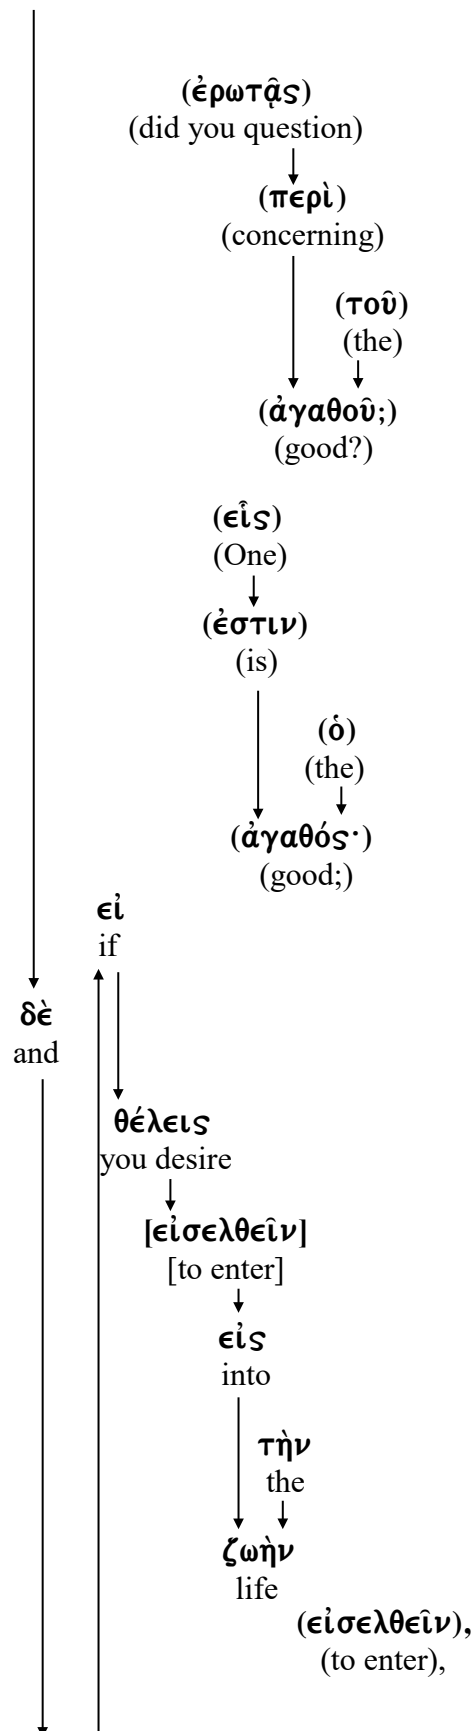 (ἐρωτᾷς)
(did you question)
(περὶ)
(concerning)
(τοῦ)
(the)
(ἀγαθοῦ;)
(good?)
(εἷς)
(One)
(ἐστιν)
(is)
(ὁ)
(the)
(ἀγαθός·)
(good;)
εἰ
if
δὲ
and
θέλεις
you desire
[εἰσελθεῖν]
[to enter]
εἰς
into
τὴν
the
ζωὴν
life
(εἰσελθεῖν),
(to enter),